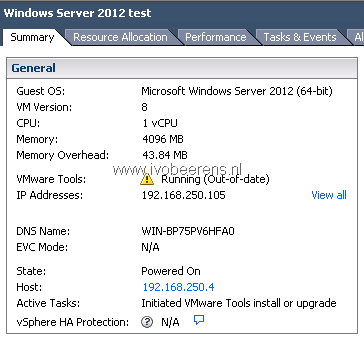 Windows Server 2012 test
Summary Resource Allocation Performance Tasks & Events Al
General
Guest OS: Microsoft Windows Server 2012 (64-bit)
VM Version: 8
CPU: 1 vCPU
Memory: 4096 MB
Memory Overhead: 43.84 MB
www.ivobeerens.nl
VMware Tools: Running (Out-of-date)
IP Addresses: 192.168.250.105 View all
DNS Name: WIN-BP75PV6HFA0
EVC Mode: N/A
State: Powered On
Host: 192.168.250.4
Active Tasks: Initiated VMware Tools install or upgrade
vSphere HA Protection: ? N/A